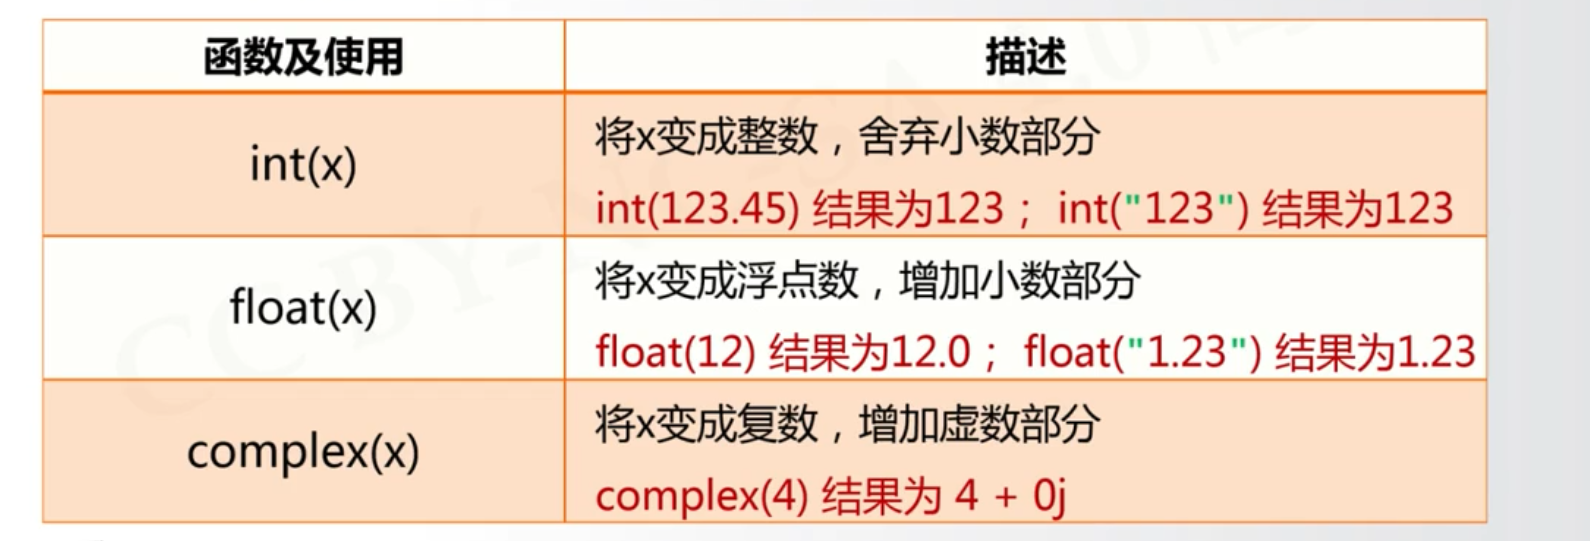 函数及使用
描述
int(x)
将x变成整数，舍弃小数部分
int(123.45) 结果为123； int("123") 结果为123
float(x)
将x变成浮点数，增加小数部分
float(12) 结果为12.0； float("1.23") 结果为1.23
complex(x)
将x变成复数，增加虚数部分
complex(4) 结果为 4 + 0j
CC BY-NC-SA